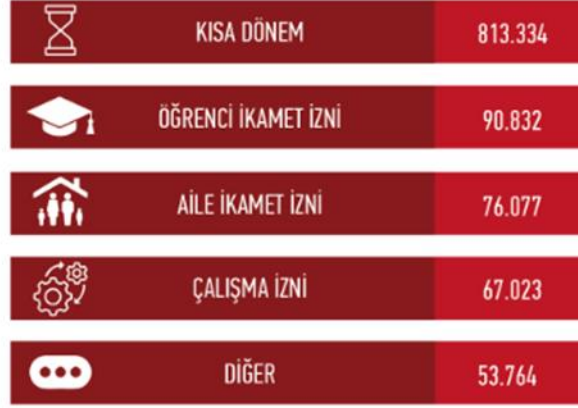 KISA DÖNEM 813.334
ÖĞRENCİ İKAMET İZNİ 90.832
AİLE İKAMET İZNİ 76.077
ÇALIŞMA İZNİ 67.023
DİĞER 53.764